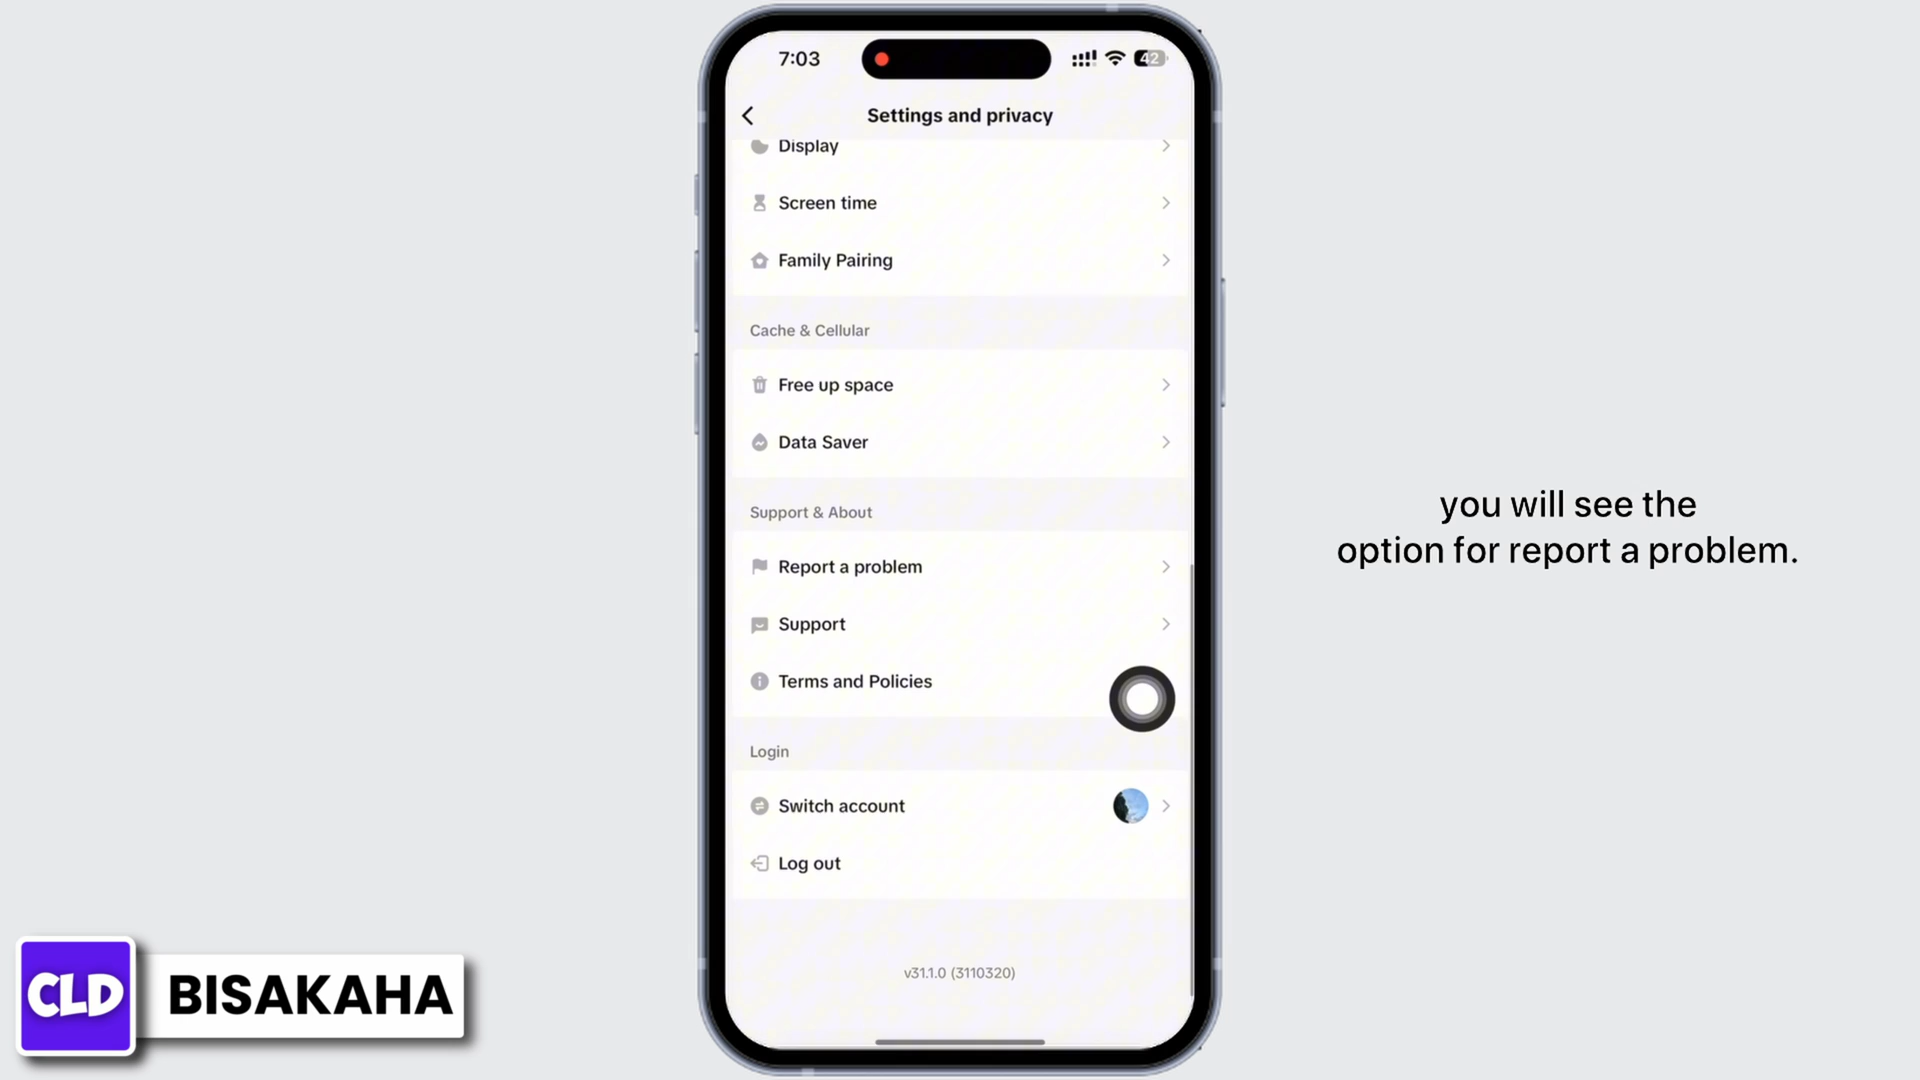 7:03
42
Settings and privacy
Display
Screen time
Family Pairing
Cache & Cellular
Free up space
Data Saver
Support & About
Report a problem
Support
Terms and Policies
Login
Switch account
Log out
v31.1.0 (3110320)
you will see the
option for report a problem.
CLD
BISAKAHA